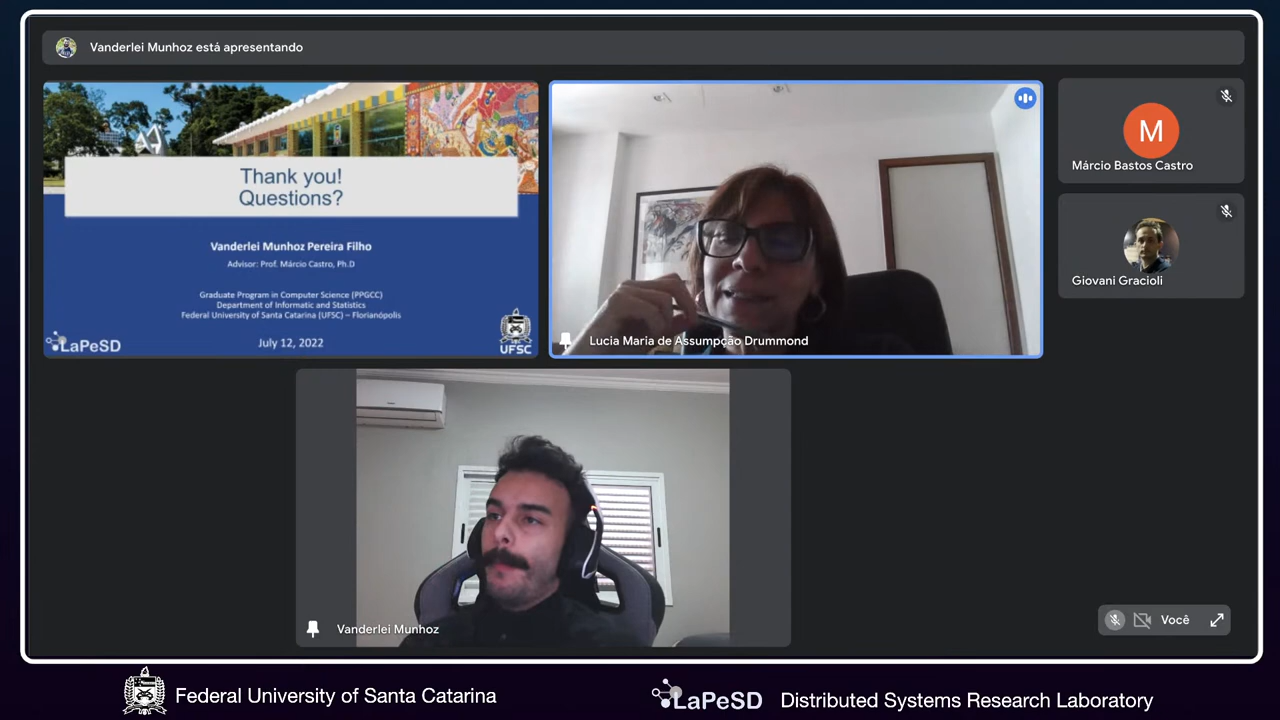 Vanderlei Munhoz está apresentando
Thank you!
Questions?
Vanderlei Munhoz Pereira Filho
Advisor: Prof. Márcio Castro, Ph.D
Graduate Program in Computer Science (PPGCC)
Department of Informatic and Statistics
Federal University of Santa Catarina (UFSC) – Florianópolis
July 12, 2022
LaPeSD
UFSC
Lucia Maria de Assumpção Drummond
M
Márcio Bastos Castro
Giovani Gracioli
Vanderlei Munhoz
Você
Federal University of Santa Catarina
LaPeSD
Distributed Systems Research Laboratory